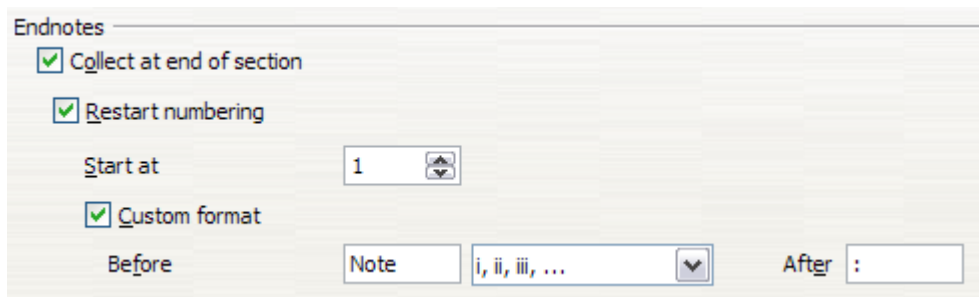 Endnotes
Collect at end of section
Restart numbering
Start at 1
Custom format
Before Note i, ii, iii, ... After :